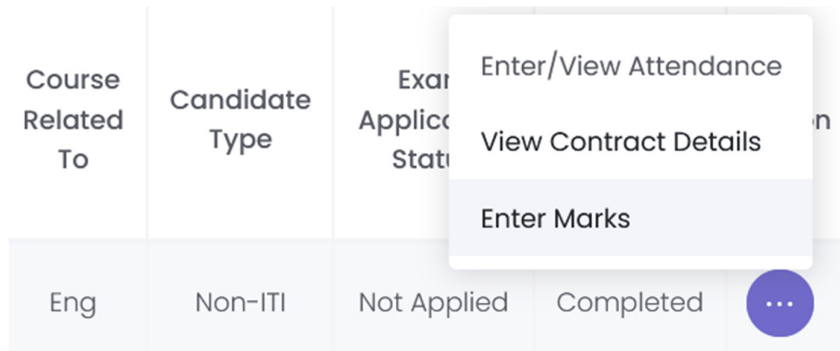 Course
Related
To
Candidate
Type
Enter/View Attendance
View Contract Details
Enter Marks
Eng
Non-ITI
Not Applied
Completed